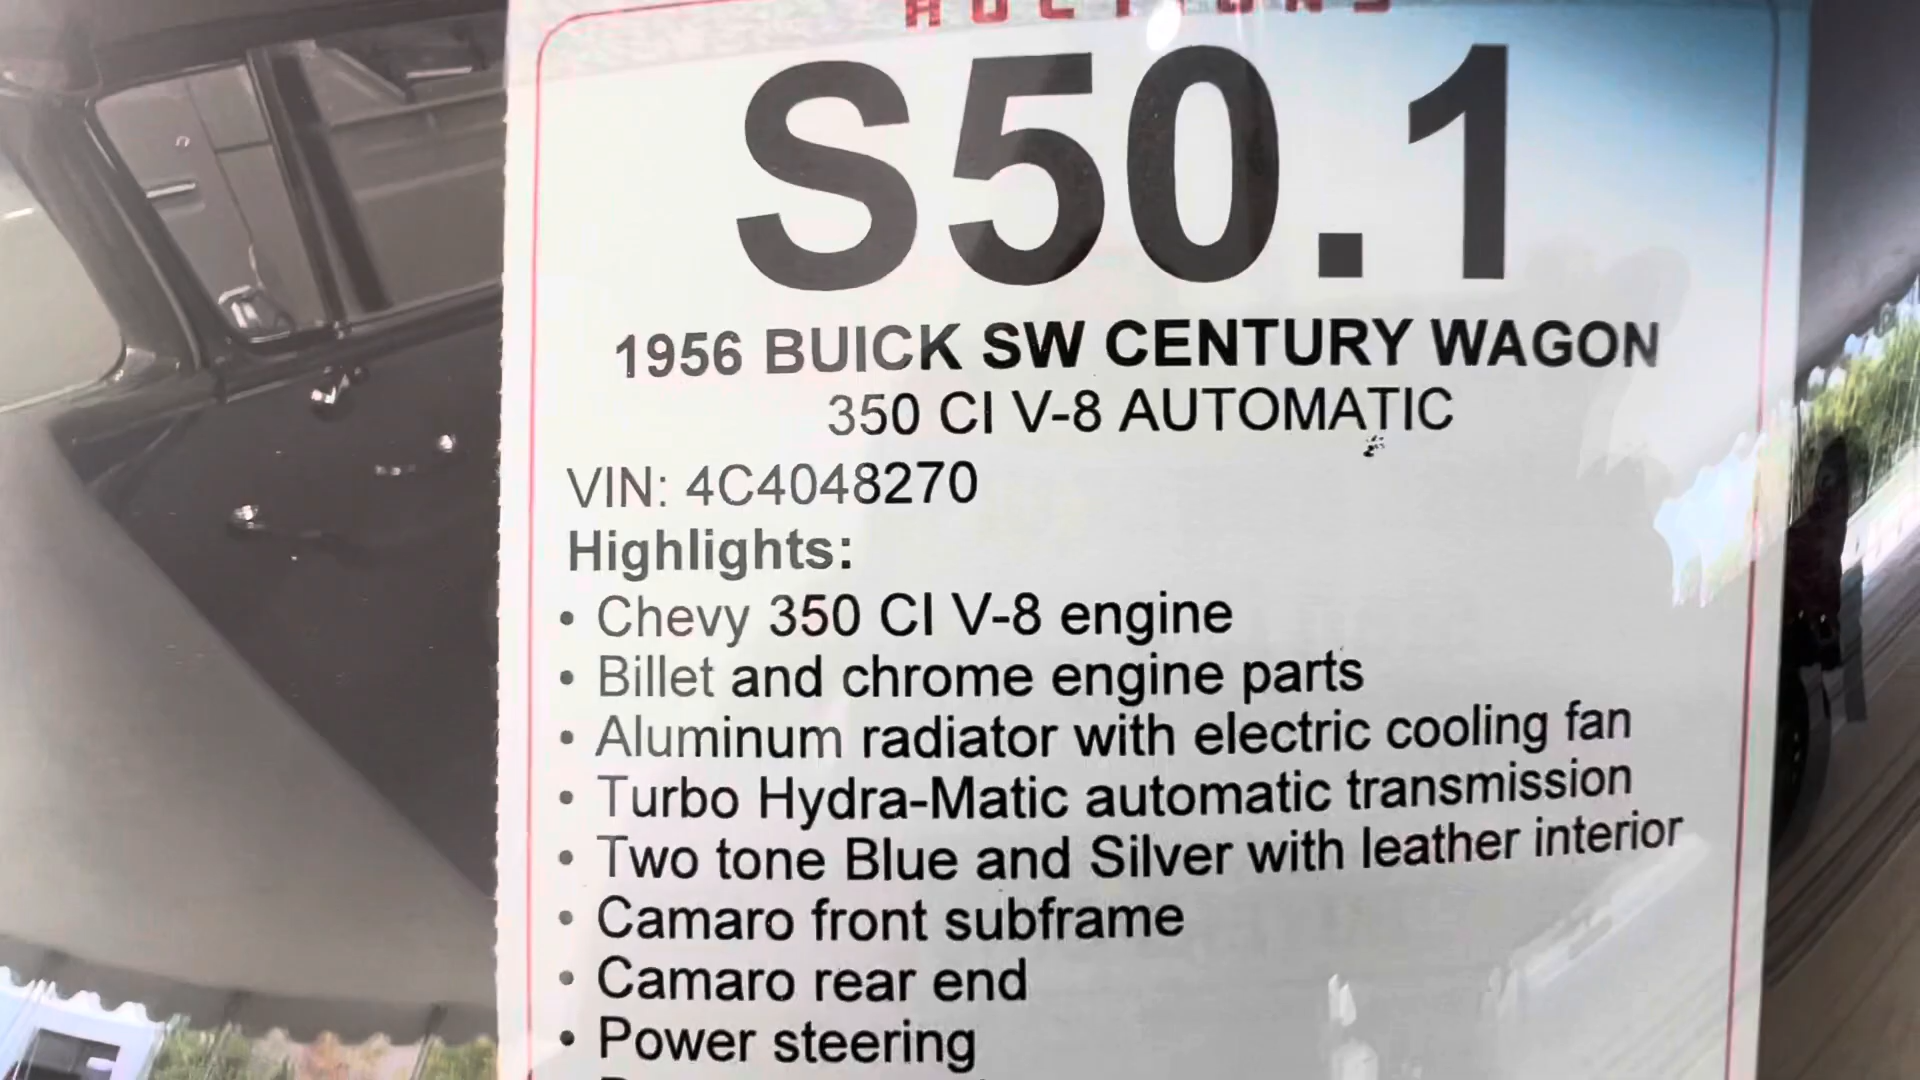 AUCTIONS
S50.1
1956 BUICK SW CENTURY WAGON
350 CI V-8 AUTOMATIC
VIN: 4C4048270
Highlights:
• Chevy 350 CI V-8 engine
• Billet and chrome engine parts
• Aluminum radiator with electric cooling fan
• Turbo Hydra-Matic automatic transmission
• Two tone Blue and Silver with leather interior
• Camaro front subframe
• Camaro rear end
• Power steering